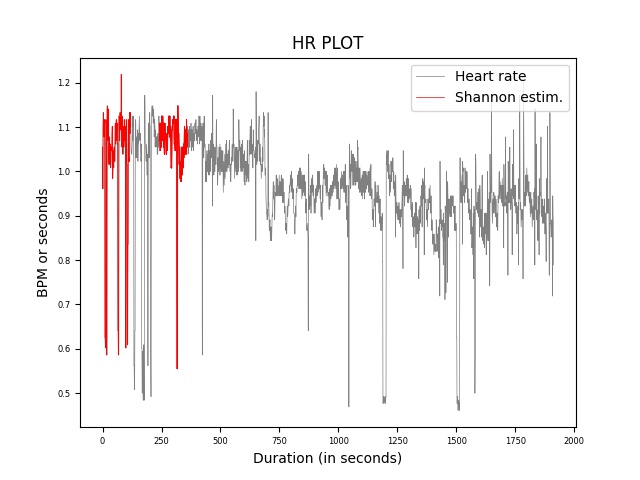 HR PLOT
Heart rate
Shannon estim.
BPM or seconds
1.2
1.1
1.0
0.9
0.8
0.7
0.6
0.5
0 250 500 750 1000 1250 1500 1750 2000
Duration (in seconds)